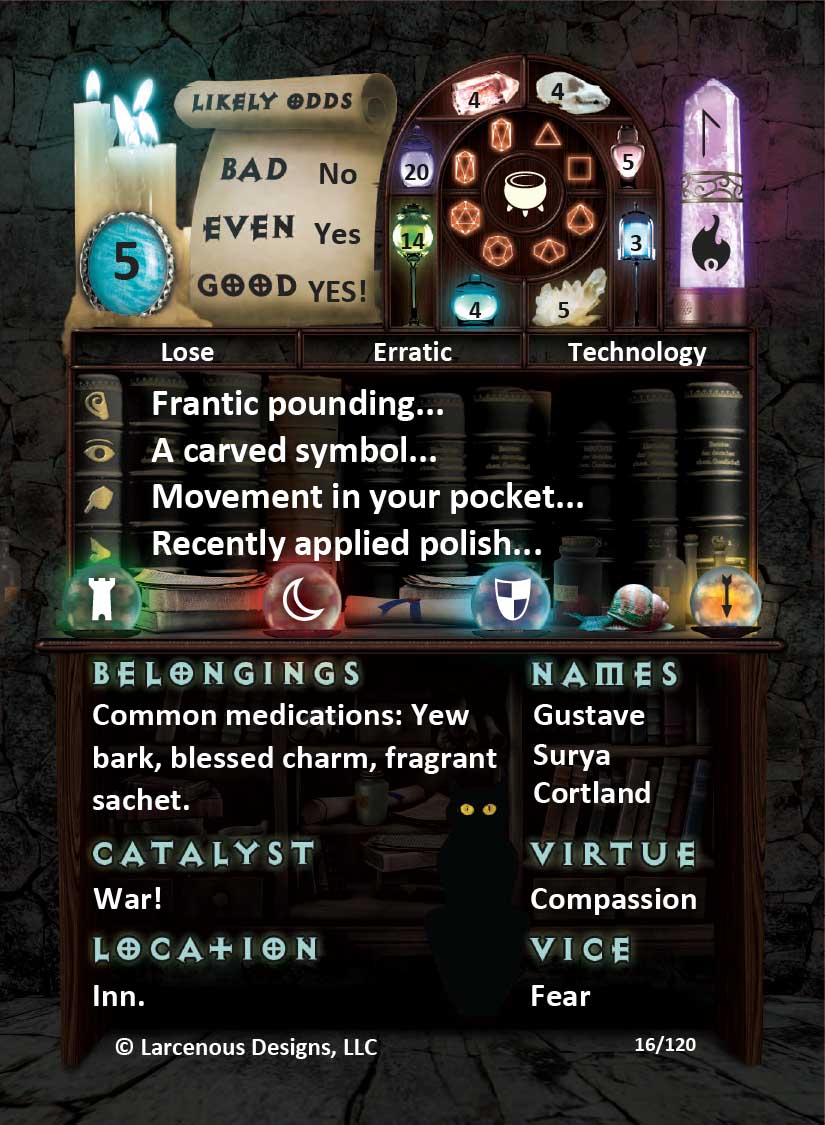 LIKELY ODDS
BAD No
EVEN Yes
GOOD YES!
5
4
4
20
5
14
3
4
5
ᛚ
Lose Erratic Technology
Frantic pounding...
A carved symbol...
Movement in your pocket...
Recently applied polish...
BELONGINGS
Common medications: Yew
bark, blessed charm, fragrant
sachet.
NAMES
Gustave
Surya
Cortland
CATALYST
War!
VIRTUE
Compassion
LOCATION
Inn.
VICE
Fear
© Larcenous Designs, LLC
16/120